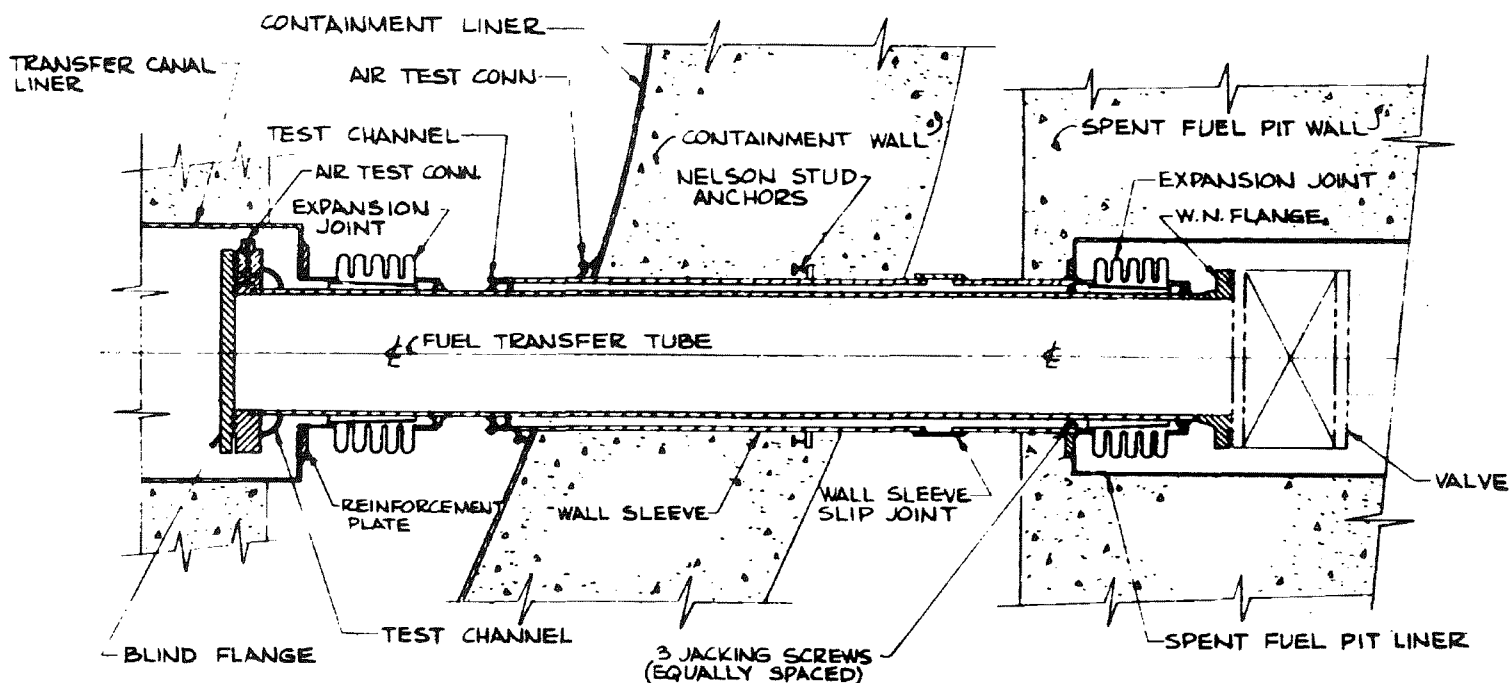 CONTAINMENT LINER
TRANSFER CANAL
LINER
AIR TEST CONN
TEST CHANNEL
CONTAINMENT WALL
SPENT FUEL PIT WALL
AIR TEST CONN.
NELSON STUD
ANCHORS
EXPANSION JOINT
EXPANSION
JOINT
W.N. FLANGE
℄ FUEL TRANSFER TUBE
℄
REINFORCEMENT
PLATE
WALL SLEEVE
WALL SLEEVE
SLIP JOINT
VALVE
TEST CHANNEL
BLIND FLANGE
3 JACKING SCREWS
(EQUALLY SPACED)
SPENT FUEL PIT LINER